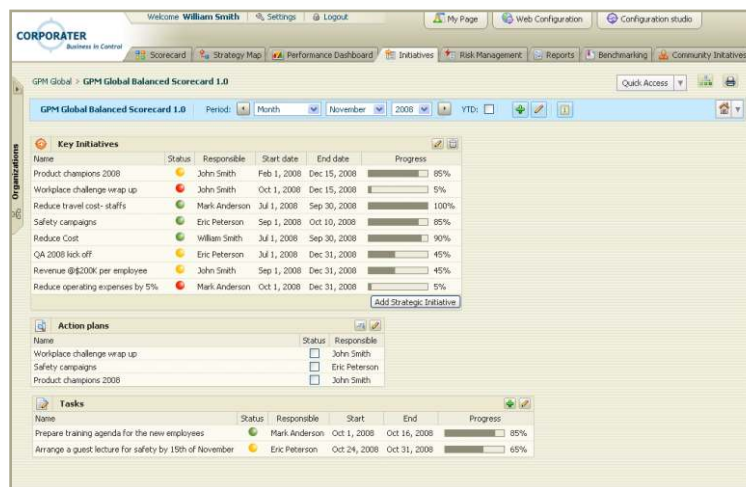 Welcome William Smith Settings Logout
My Page Web Configuration Configuration studio
CORPORATER
Business in Control
Scorecard Strategy Map Performance Dashboard Initiatives Risk Management Reports Benchmarking Community Initatives
GPM Global > GPM Global Balanced Scorecard 1.0
Quick Access
GPM Global Balanced Scorecard 1.0 Period: Month November 2008 YTD:
Organizations
Key Initiatives
Name Status Responsible Start date End date Progress
Product champions 2008 John Smith Feb 1, 2008 Dec 15, 2008 85%
Workplace challenge wrap up John Smith Oct 1, 2008 Dec 15, 2008 5%
Reduce travel cost- staffs Mark Anderson Jul 1, 2008 Sep 30, 2008 100%
Safety campaigns Eric Peterson Sep 1, 2008 Oct 10, 2008 85%
Reduce Cost William Smith Jul 1, 2008 Sep 30, 2008 90%
QA 2008 kick off Eric Peterson Jul 1, 2008 Dec 31, 2008 45%
Revenue @$200K per employee John Smith Sep 1, 2008 Dec 31, 2008 45%
Reduce operating expenses by 5% Mark Anderson Oct 1, 2008 Dec 31, 2008 5%
Add Strategic Initiative
Action plans
Name Status Responsible
Workplace challenge wrap up John Smith
Safety campaigns Eric Peterson
Product champions 2008 John Smith
Tasks
Name Status Responsible Start End Progress
Prepare training agenda for the new employees Mark Anderson Oct 1, 2008 Oct 16, 2008 85%
Arrange a guest lecture for safety by 15th of November Eric Peterson Oct 24, 2008 Oct 31, 2008 65%